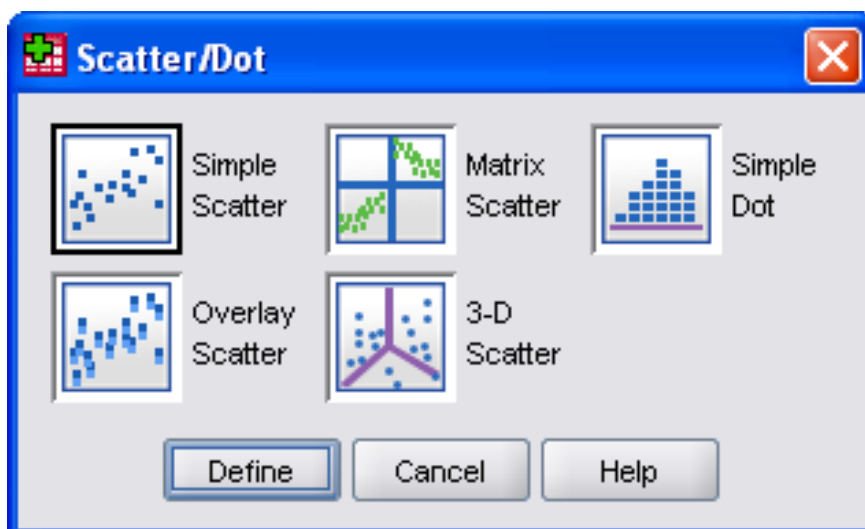 Scatter/Dot
Simple
Scatter
Matrix
Scatter
Simple
Dot
Overlay
Scatter
3-D
Scatter
Define
Cancel
Help